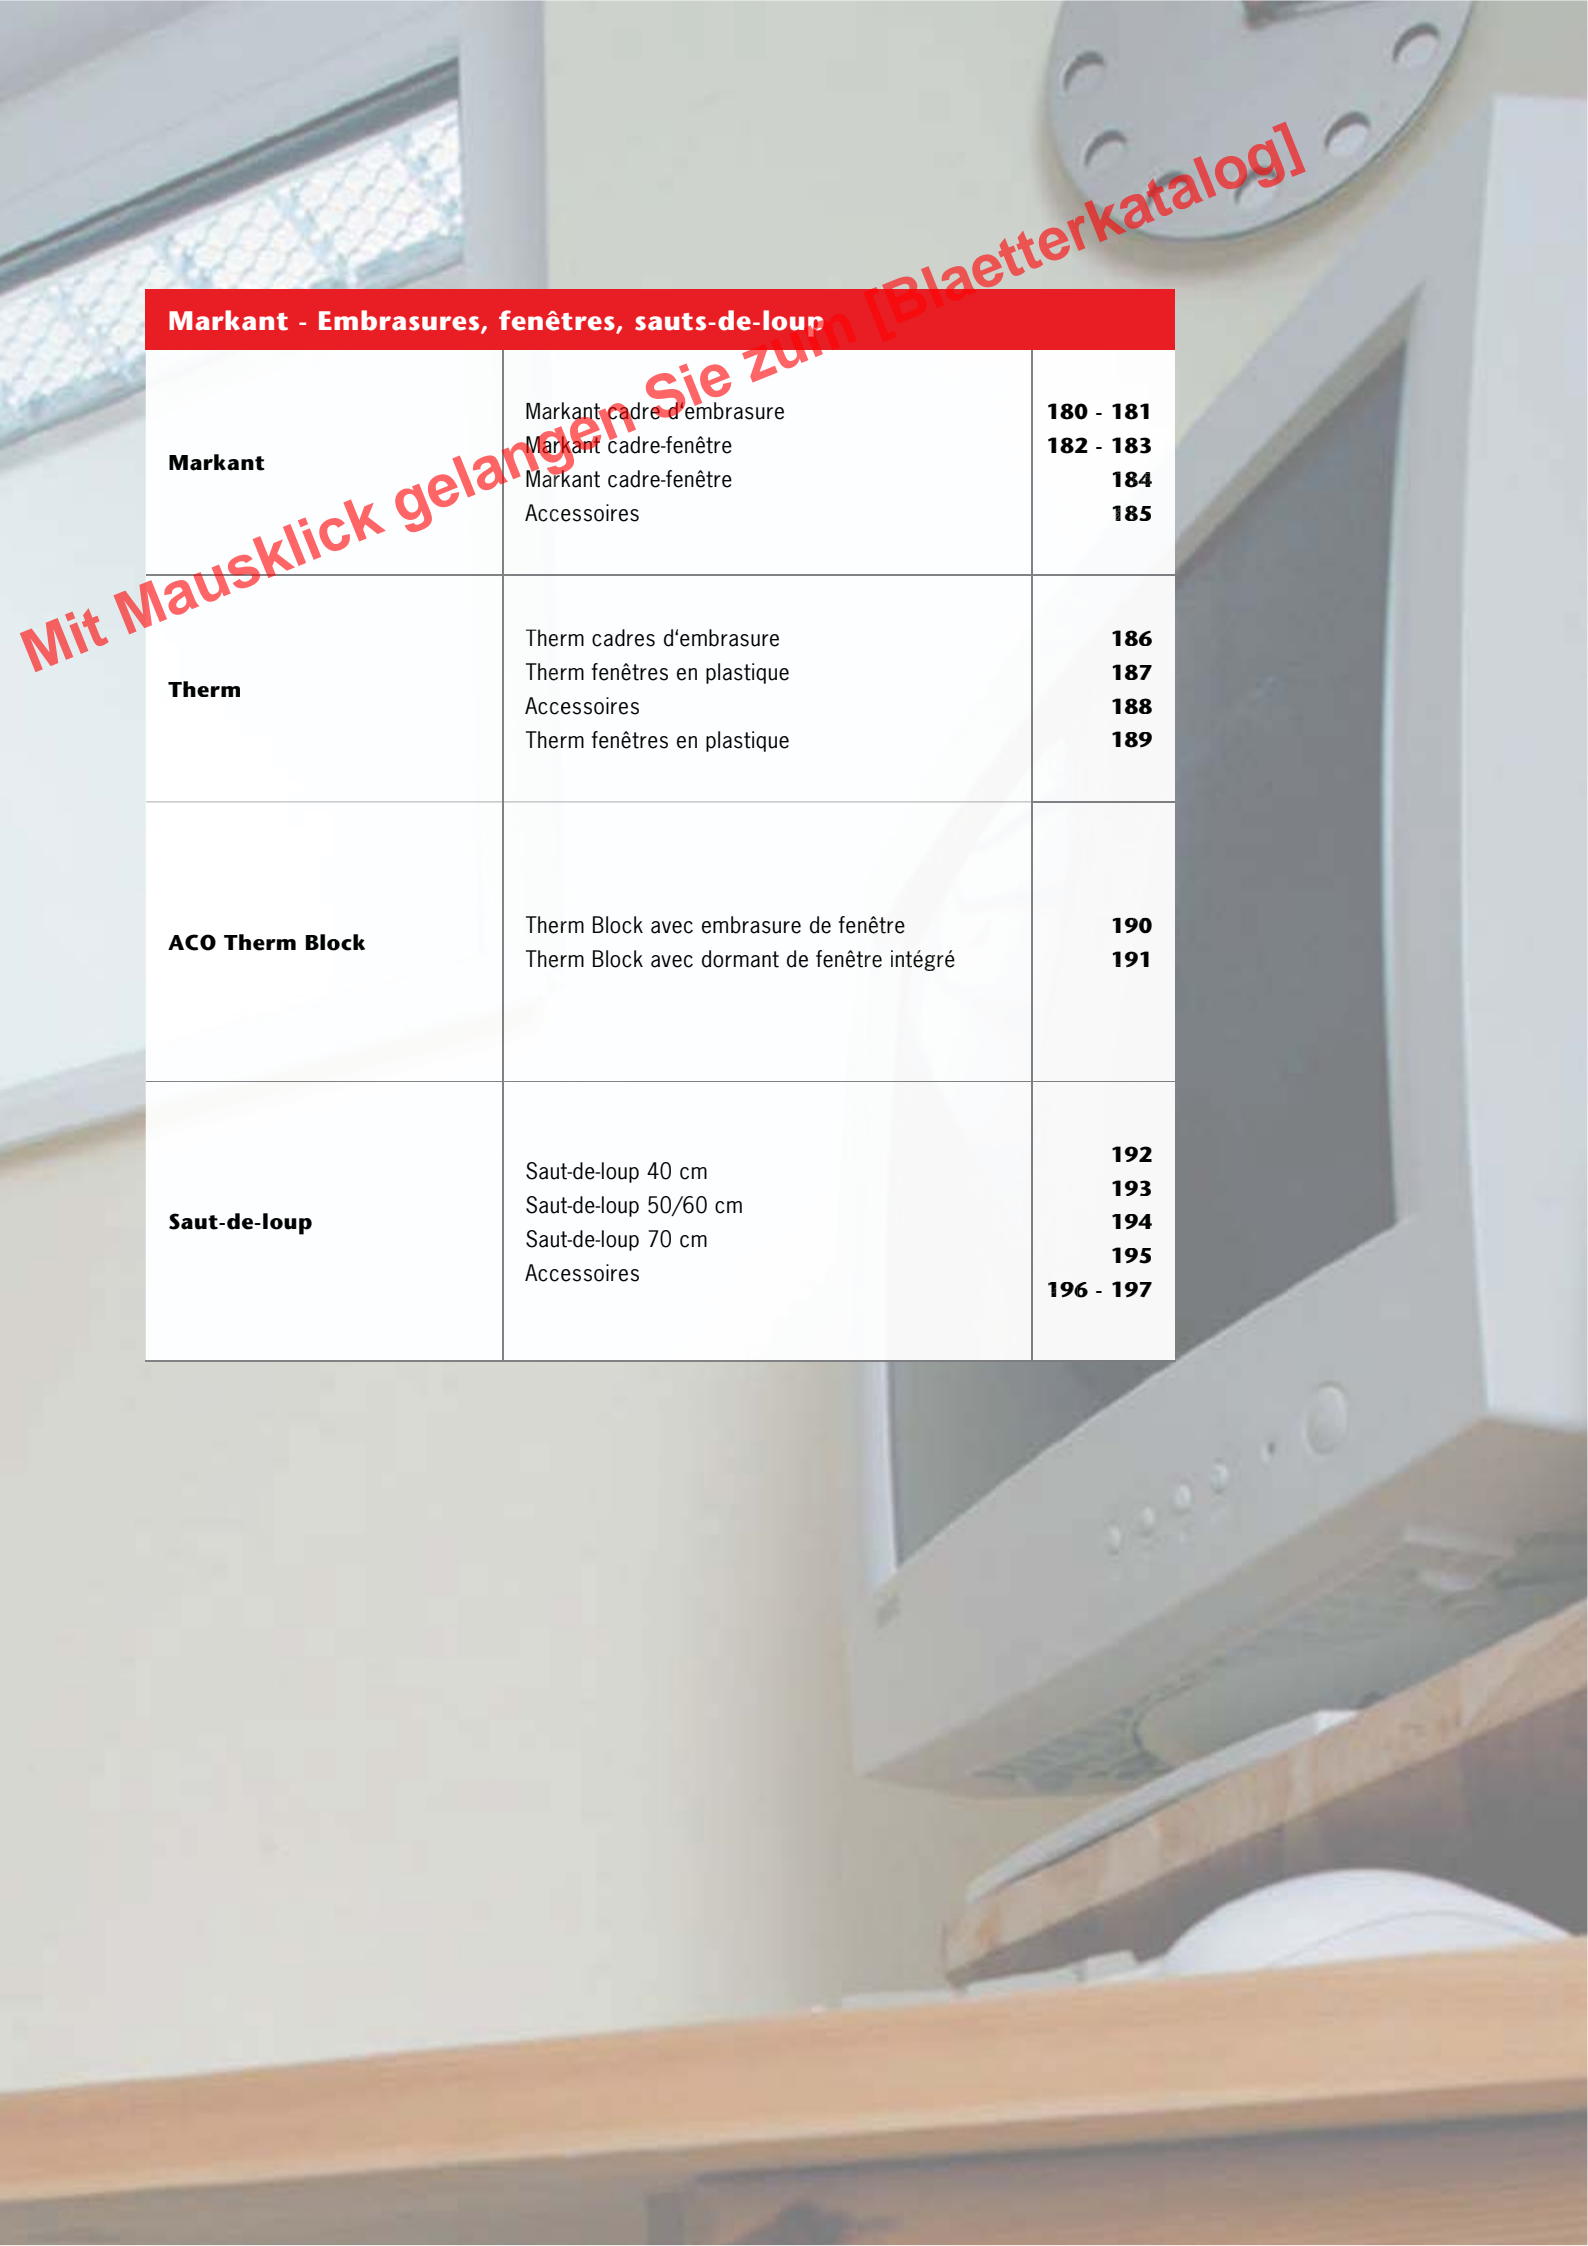 Mit Mausklick gelangen Sie zum [Blaetterkatalog]
Markant - Embrasures, fenêtres, sauts-de-loup
Markant
Markant cadre d'embrasure 180 - 181
Markant cadre-fenêtre 182 - 183
Markant cadre-fenêtre 184
Accessoires 185
Therm
Therm cadres d‘embrasure 186
Therm fenêtres en plastique 187
Accessoires 188
Therm fenêtres en plastique 189
ACO Therm Block
Therm Block avec embrasure de fenêtre 190
Therm Block avec dormant de fenêtre intégré 191
Saut-de-loup
Saut-de-loup 40 cm
Saut-de-loup 50/60 cm
Saut-de-loup 70 cm
Accessoires
192
193
194
195
196 - 197